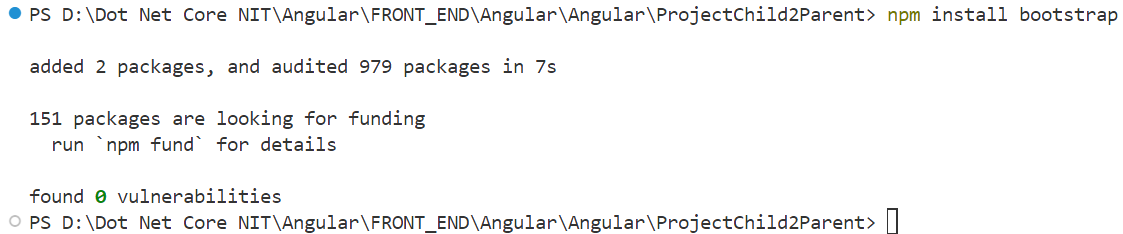 PS D:\Dot Net Core NIT\Angular\FRONT_END\Angular\Angular\ProjectChild2Parent> npm install bootstrap
added 2 packages, and audited 979 packages in 7s
151 packages are looking for funding
  run `npm fund` for details
found 0 vulnerabilities
PS D:\Dot Net Core NIT\Angular\FRONT_END\Angular\Angular\ProjectChild2Parent>